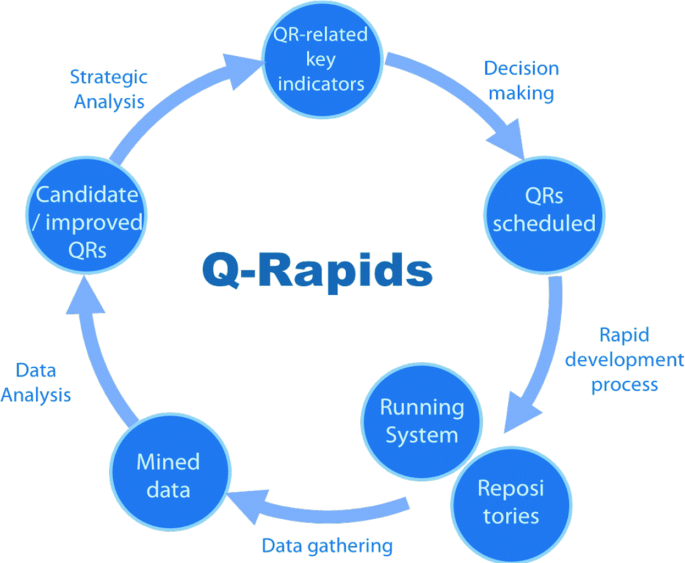 QR-related
key
indicators
Decision
making
QRs
scheduled
Rapid
development
process
Running
System
Reposi
tories
Data gathering
Mined
data
Data
Analysis
Candidate
/ improved
QRs
Strategic
Analysis
Q-Rapids